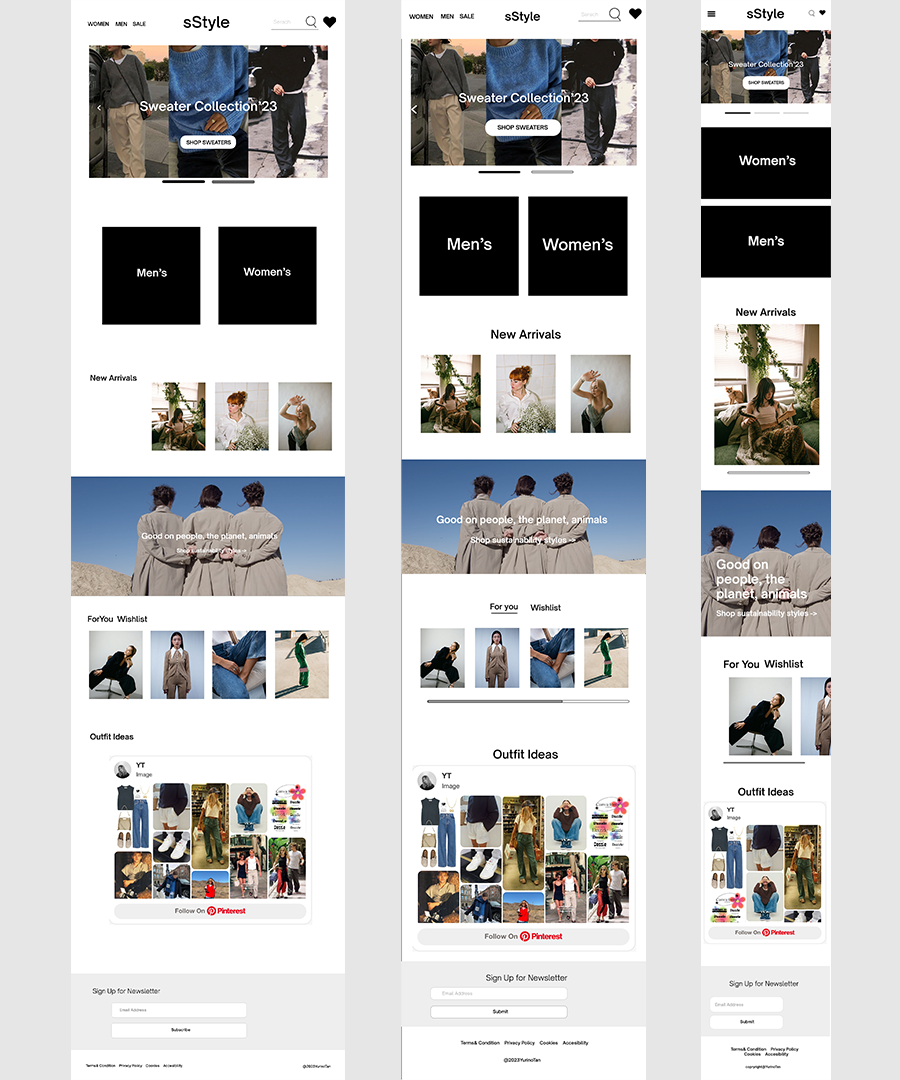 WOMEN MEN SALE sStyle Search
Sweater Collection'23
SHOP SWEATERS
Men's Women's
New Arrivals
Good on people, the planet, animals
Shop sustainability styles ->
ForYou Wishlist
Outfit Ideas
YT
Image
Follow On Pinterest
Sign Up for Newsletter
Email Address
Subscribe
Terms& Condition Privacy Policy Cookies Accesibility @2023YurinoTan
WOMEN MEN SALE sStyle Search
Sweater Collection'23
SHOP SWEATERS
Men's Women's
New Arrivals
Good on people, the planet, animals
Shop sustainability styles ->
For you Wishlist
Outfit Ideas
YT
Image
Follow On Pinterest
Sign Up for Newsletter
Email Address
Submit
Terms& Condition Privacy Policy Cookies Accesibility
@2023YurinoTan
sStyle
Sweater Collection'23
SHOP SWEATERS
Women's
Men's
New Arrivals
Good on
people, the
planet, animals
Shop sustainability styles ->
For You Wishlist
Outfit Ideas
YT
Image
Follow On Pinterest
Sign Up for Newsletter
Email Address
Submit
Terms& Condition Privacy Policy
Cookies Accesibility
copyright@YurinoTan